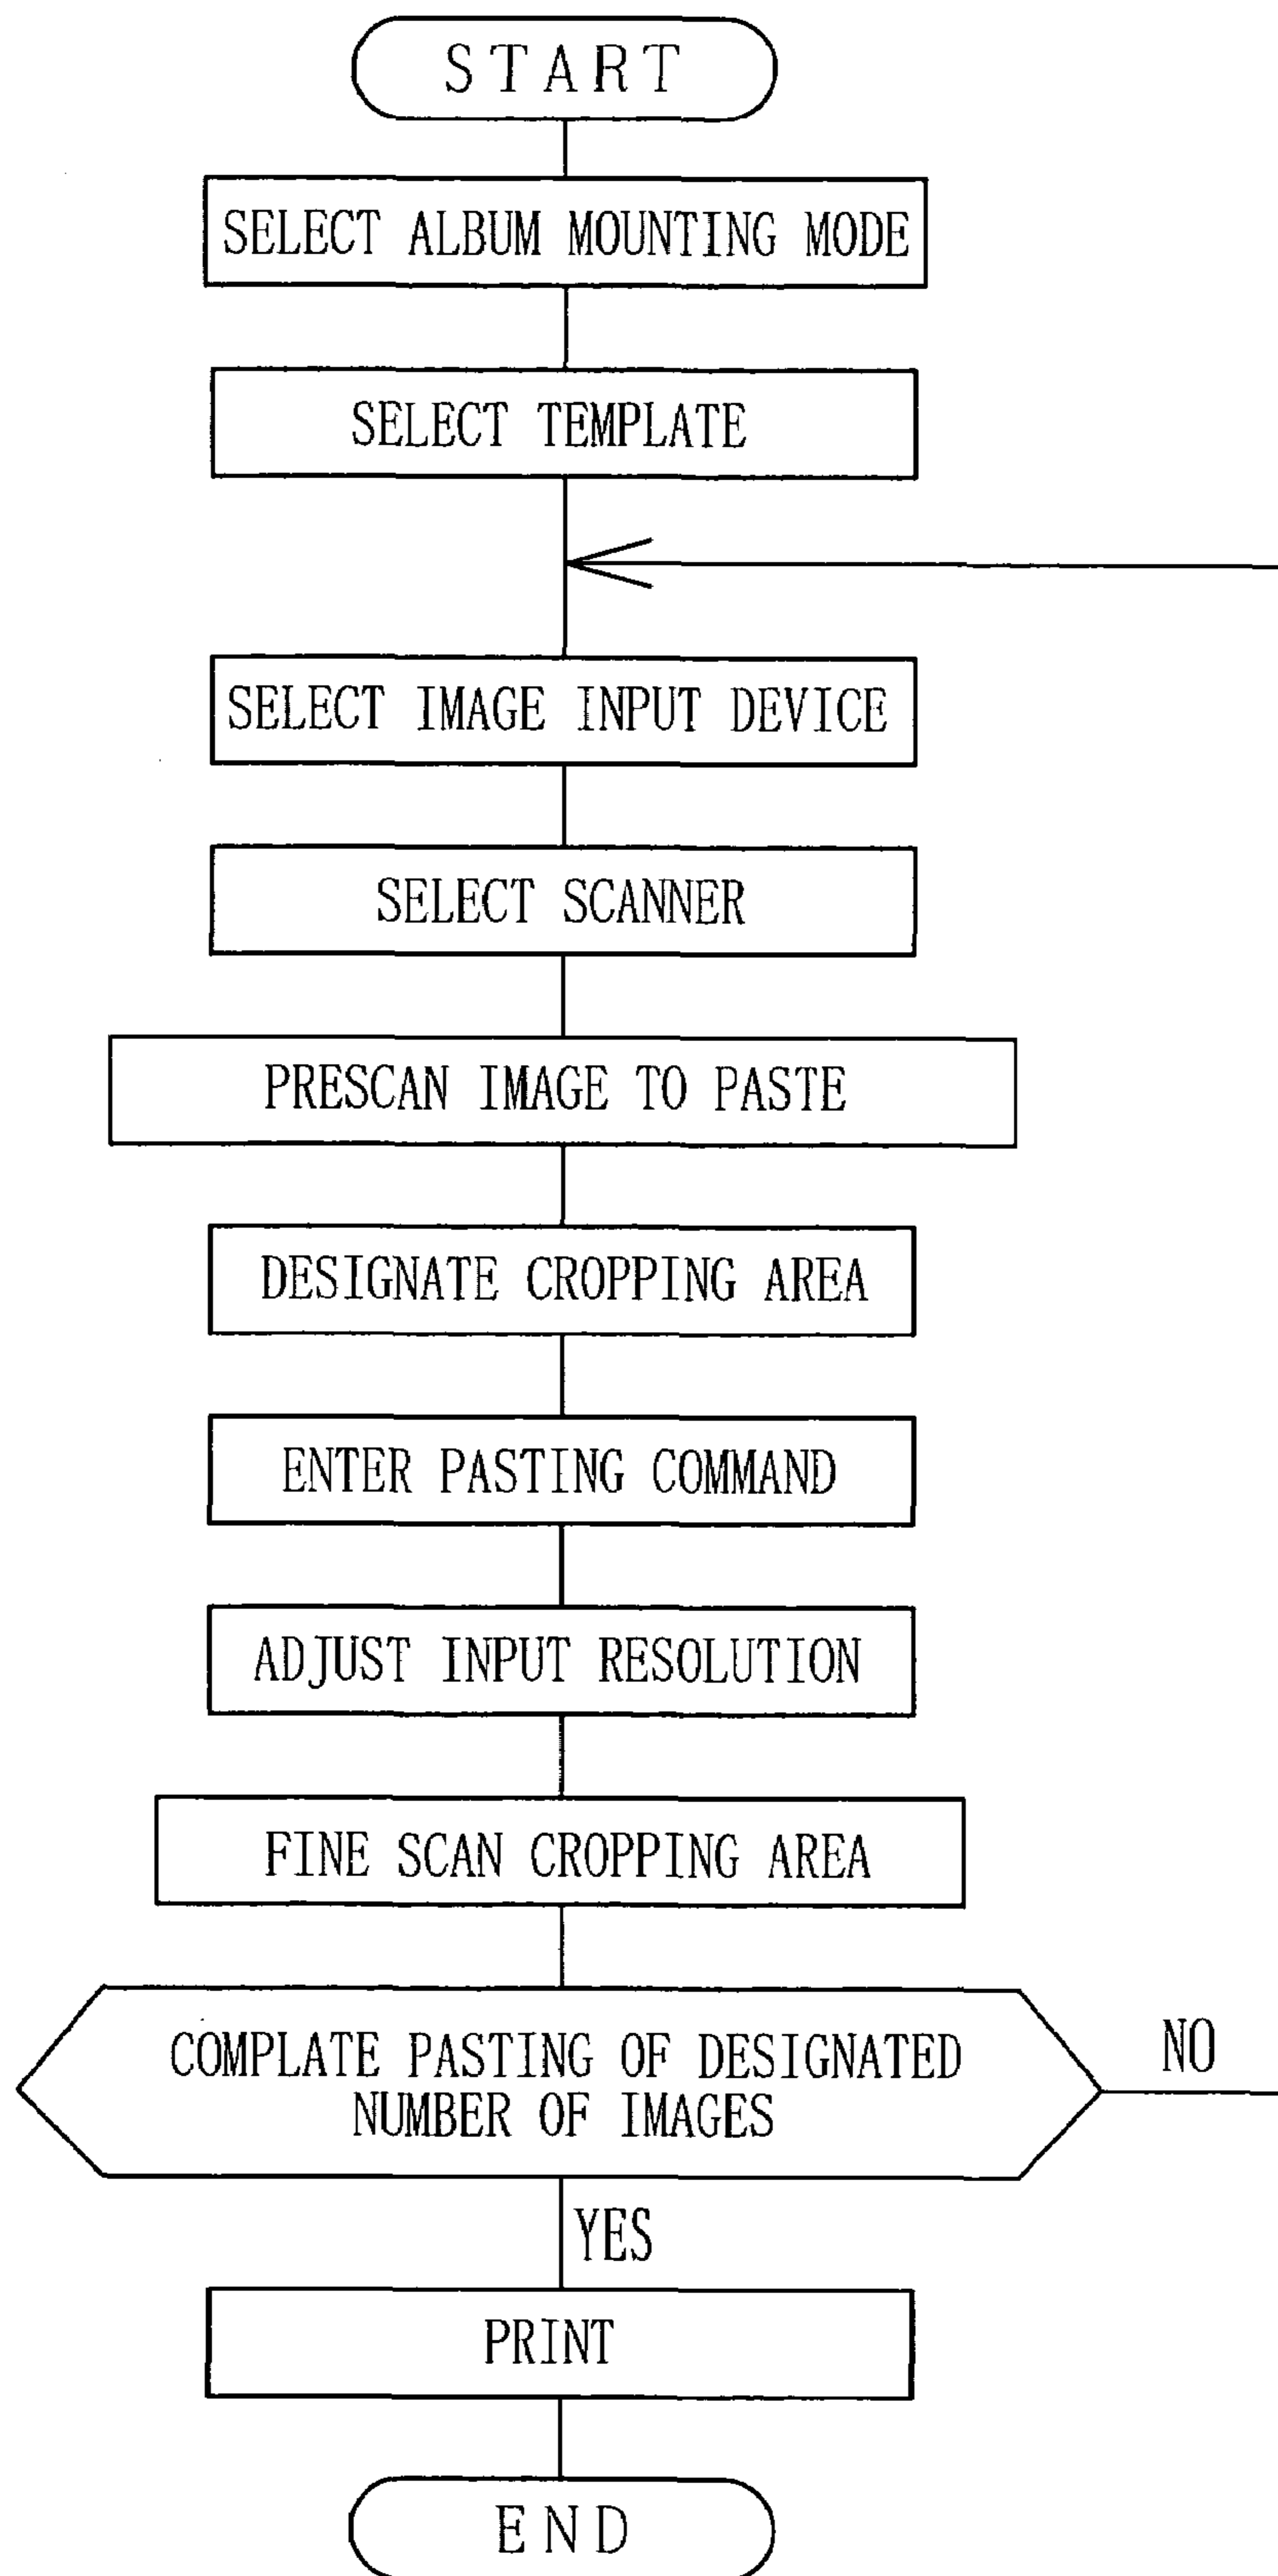 START
SELECT ALBUM MOUNTING MODE
SELECT TEMPLATE
SELECT IMAGE INPUT DEVICE
SELECT SCANNER
PRESCAN IMAGE TO PASTE
DESIGNATE CROPPING AREA
ENTER PASTING COMMAND
ADJUST INPUT RESOLUTION
FINE SCAN CROPPING AREA
COMPLATE PASTING OF DESIGNATED
NUMBER OF IMAGES
NO
YES
PRINT
END